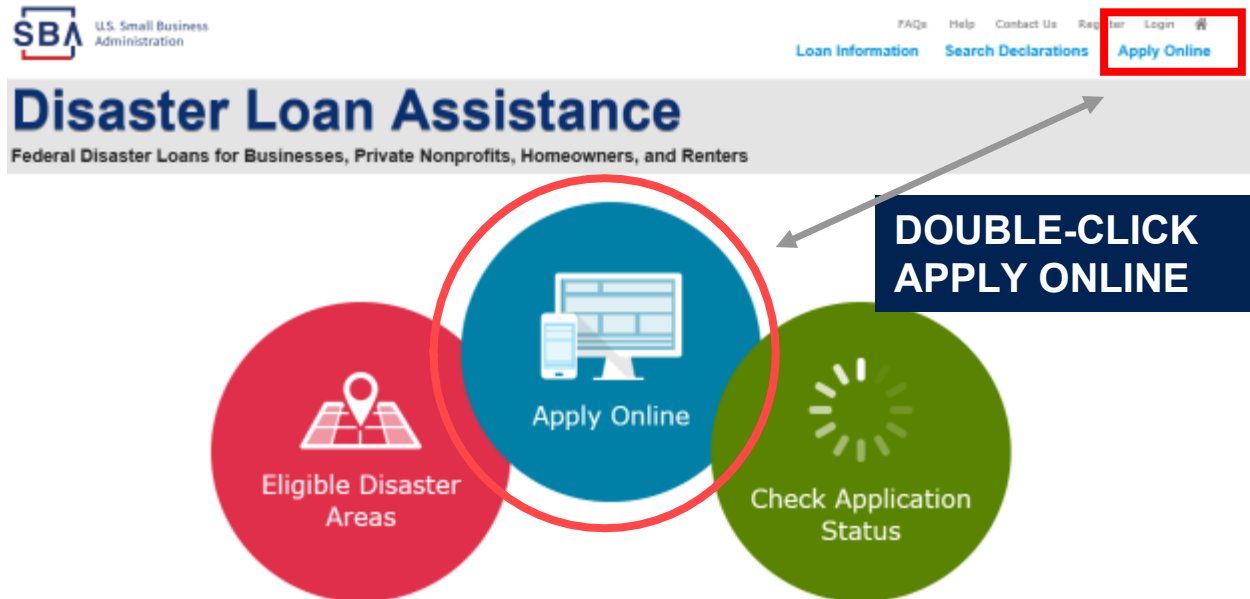 SBA
U.S. Small Business
Administration
FAQs Help Contact Us Register Login
Loan Information Search Declarations Apply Online
Disaster Loan Assistance
Federal Disaster Loans for Businesses, Private Nonprofits, Homeowners, and Renters
DOUBLE-CLICK
APPLY ONLINE
Apply Online
Eligible Disaster
Areas
Check Application
Status